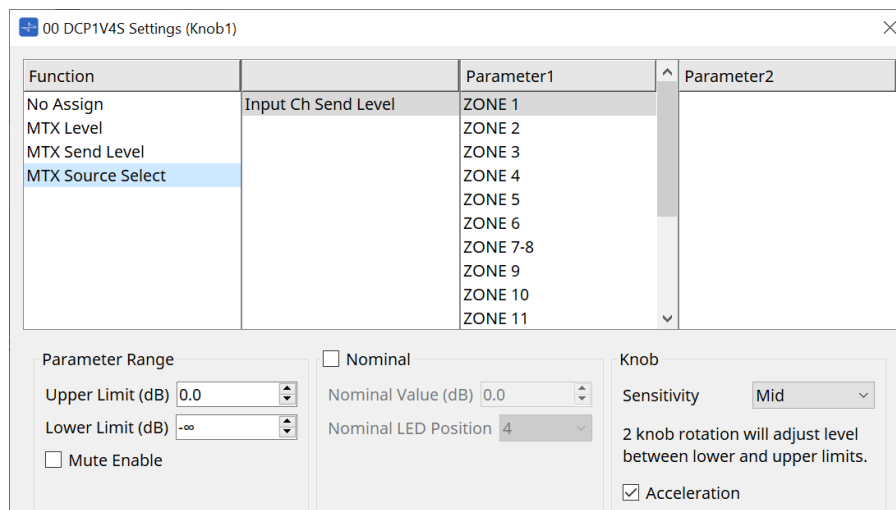 00 DCP1V4S Settings (Knob1)
Function
Parameter1
Parameter2
No Assign
MTX Level
MTX Send Level
MTX Source Select
Input Ch Send Level
ZONE 1
ZONE 2
ZONE 3
ZONE 4
ZONE 5
ZONE 6
ZONE 7-8
ZONE 9
ZONE 10
ZONE 11
Parameter Range
Upper Limit (dB) 0.0
Lower Limit (dB) -∞
Mute Enable
Nominal
Nominal Value (dB) 0.0
Nominal LED Position 4
Knob
Sensitivity Mid
2 knob rotation will adjust level
between lower and upper limits.
Acceleration